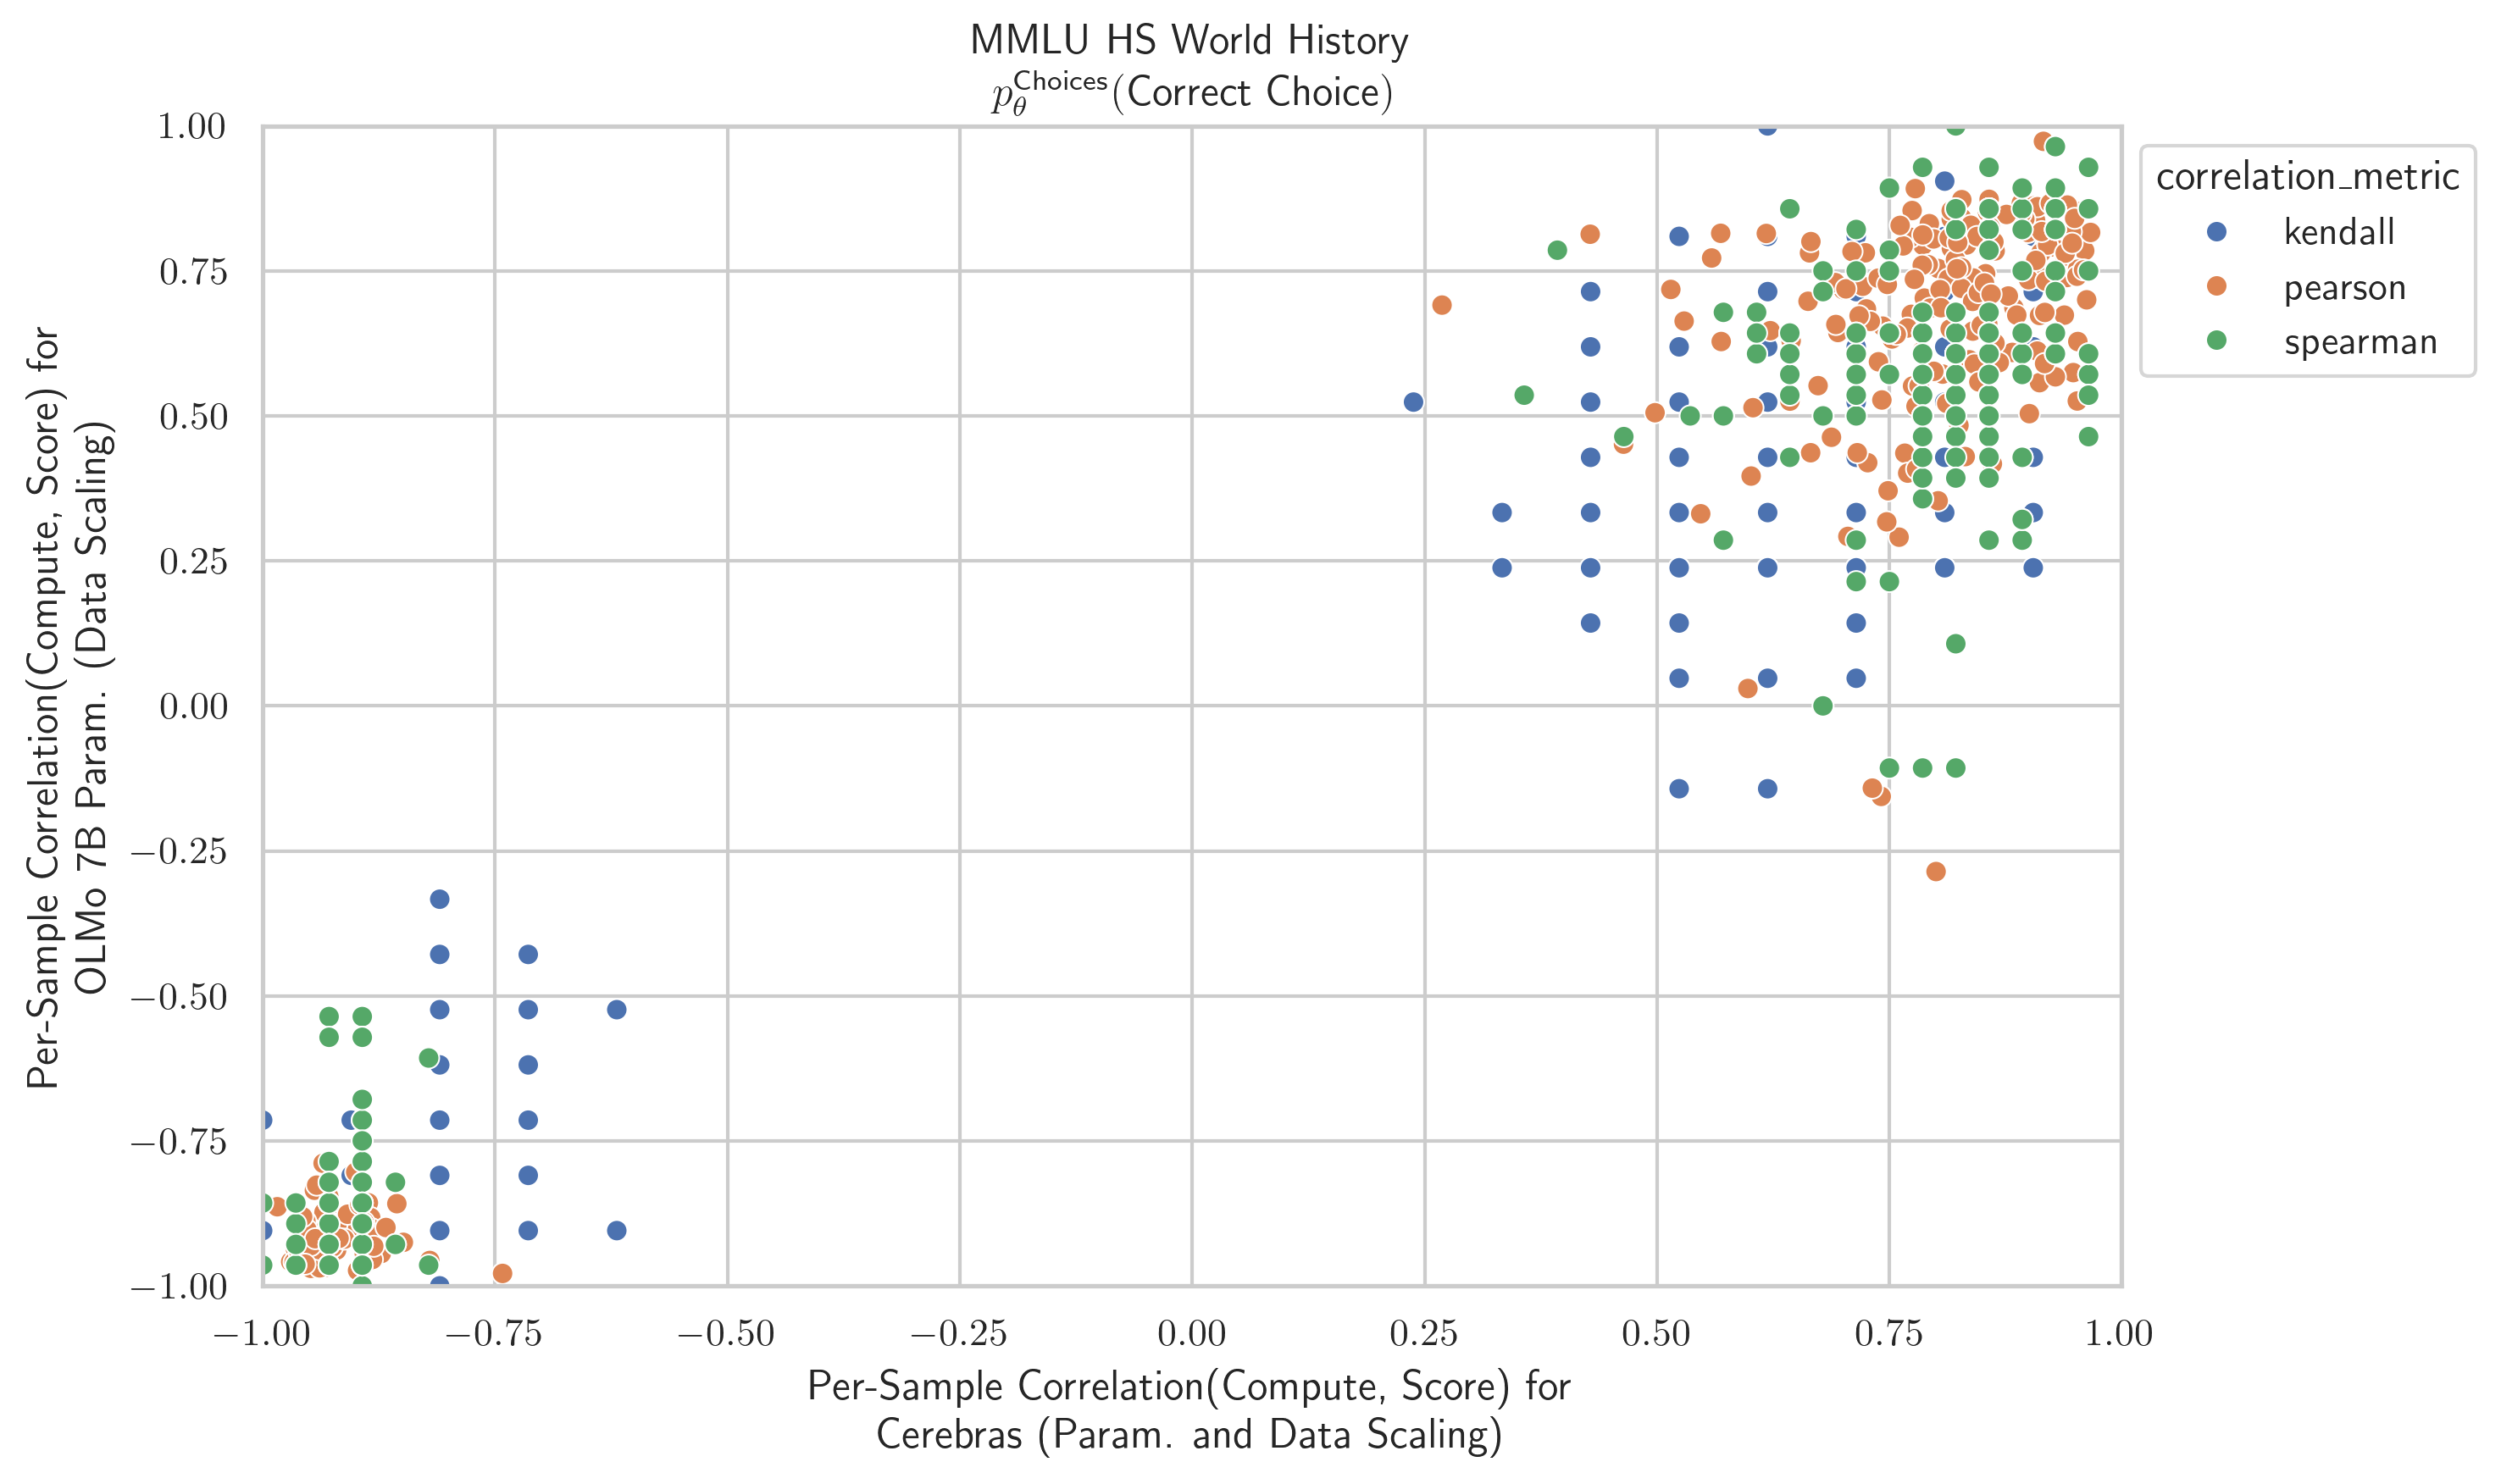 MMLU HS World History
p_θ^Choices(Correct Choice)
1.00
0.75
0.50
0.25
0.00
−0.25
−0.50
−0.75
−1.00
Per-Sample Correlation(Compute, Score) for
OLMo 7B Param. (Data Scaling)
−1.00 −0.75 −0.50 −0.25 0.00 0.25 0.50 0.75 1.00
Per-Sample Correlation(Compute, Score) for
Cerebras (Param. and Data Scaling)
correlation_metric
kendall
pearson
spearman